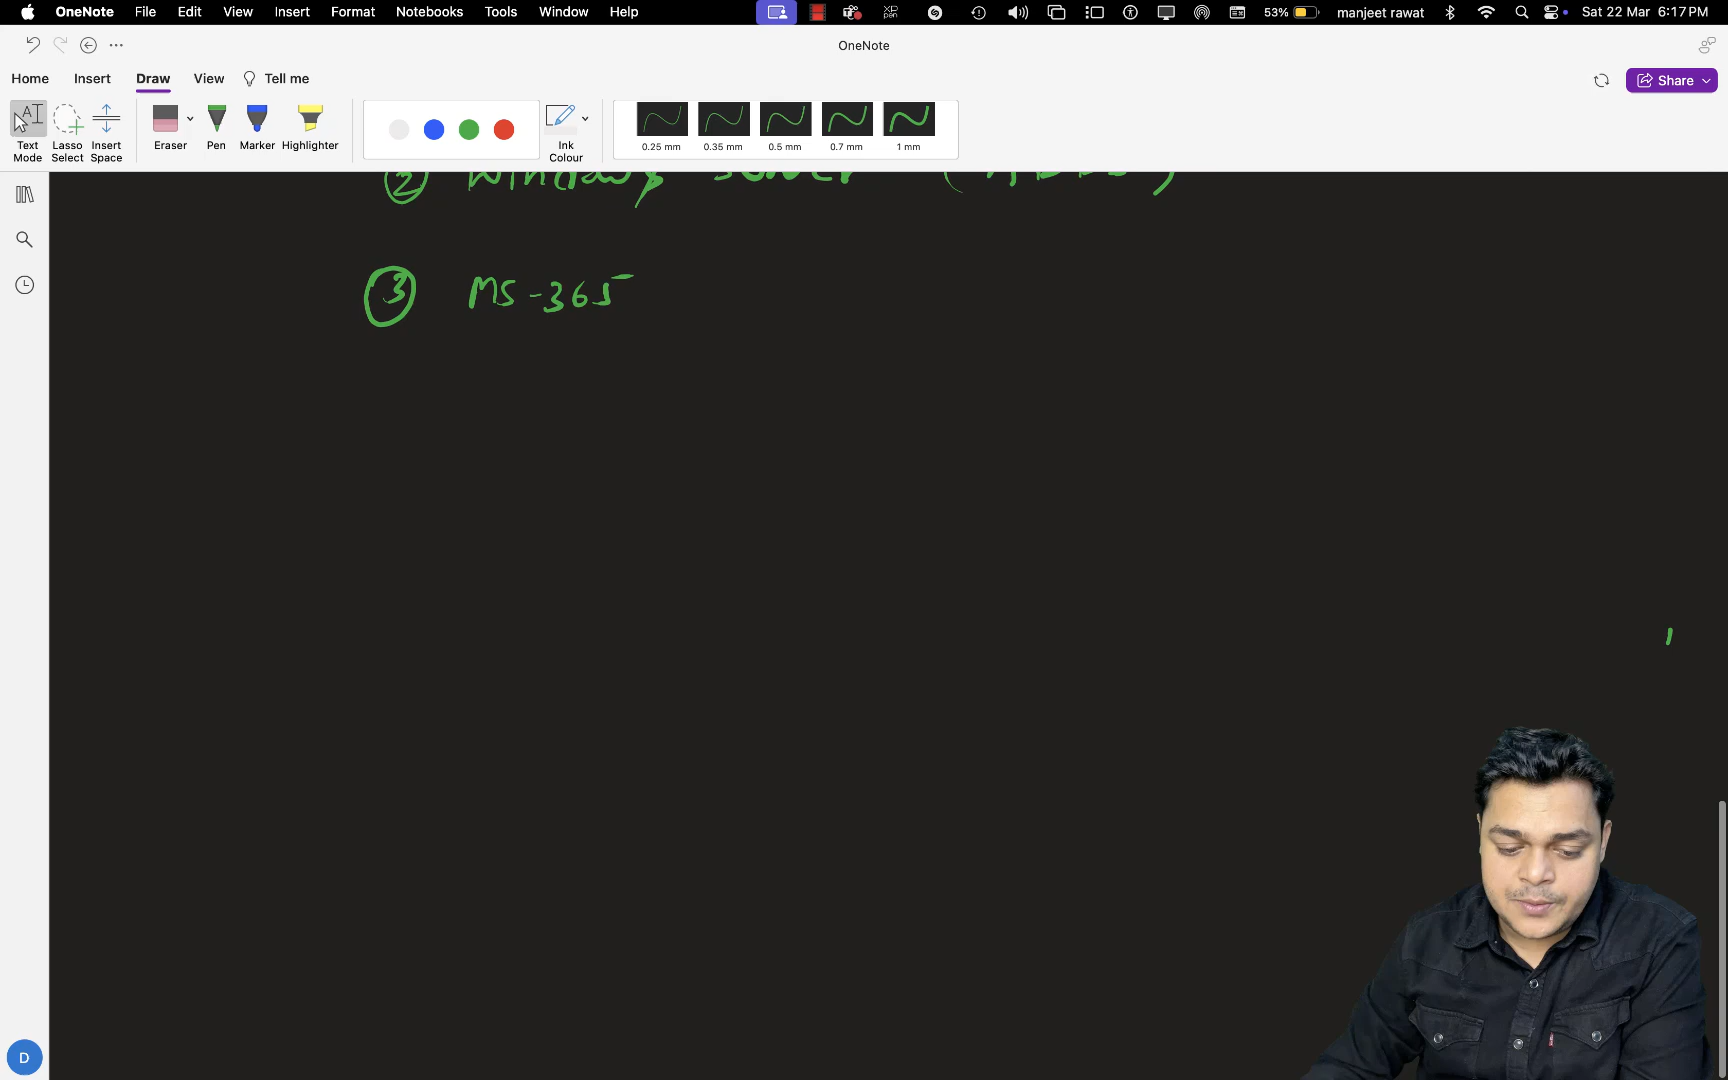 OneNote File Edit View Insert Format Notebooks Tools Window Help 53% manjeet rawat Sat 22 Mar 6:17 PM
OneNote
Home Insert Draw View Tell me Share
Text Mode Lasso Select Insert Space Eraser Pen Marker Highlighter Ink Colour 0.25 mm 0.35 mm 0.5 mm 0.7 mm 1 mm
2
3 MS-365
D